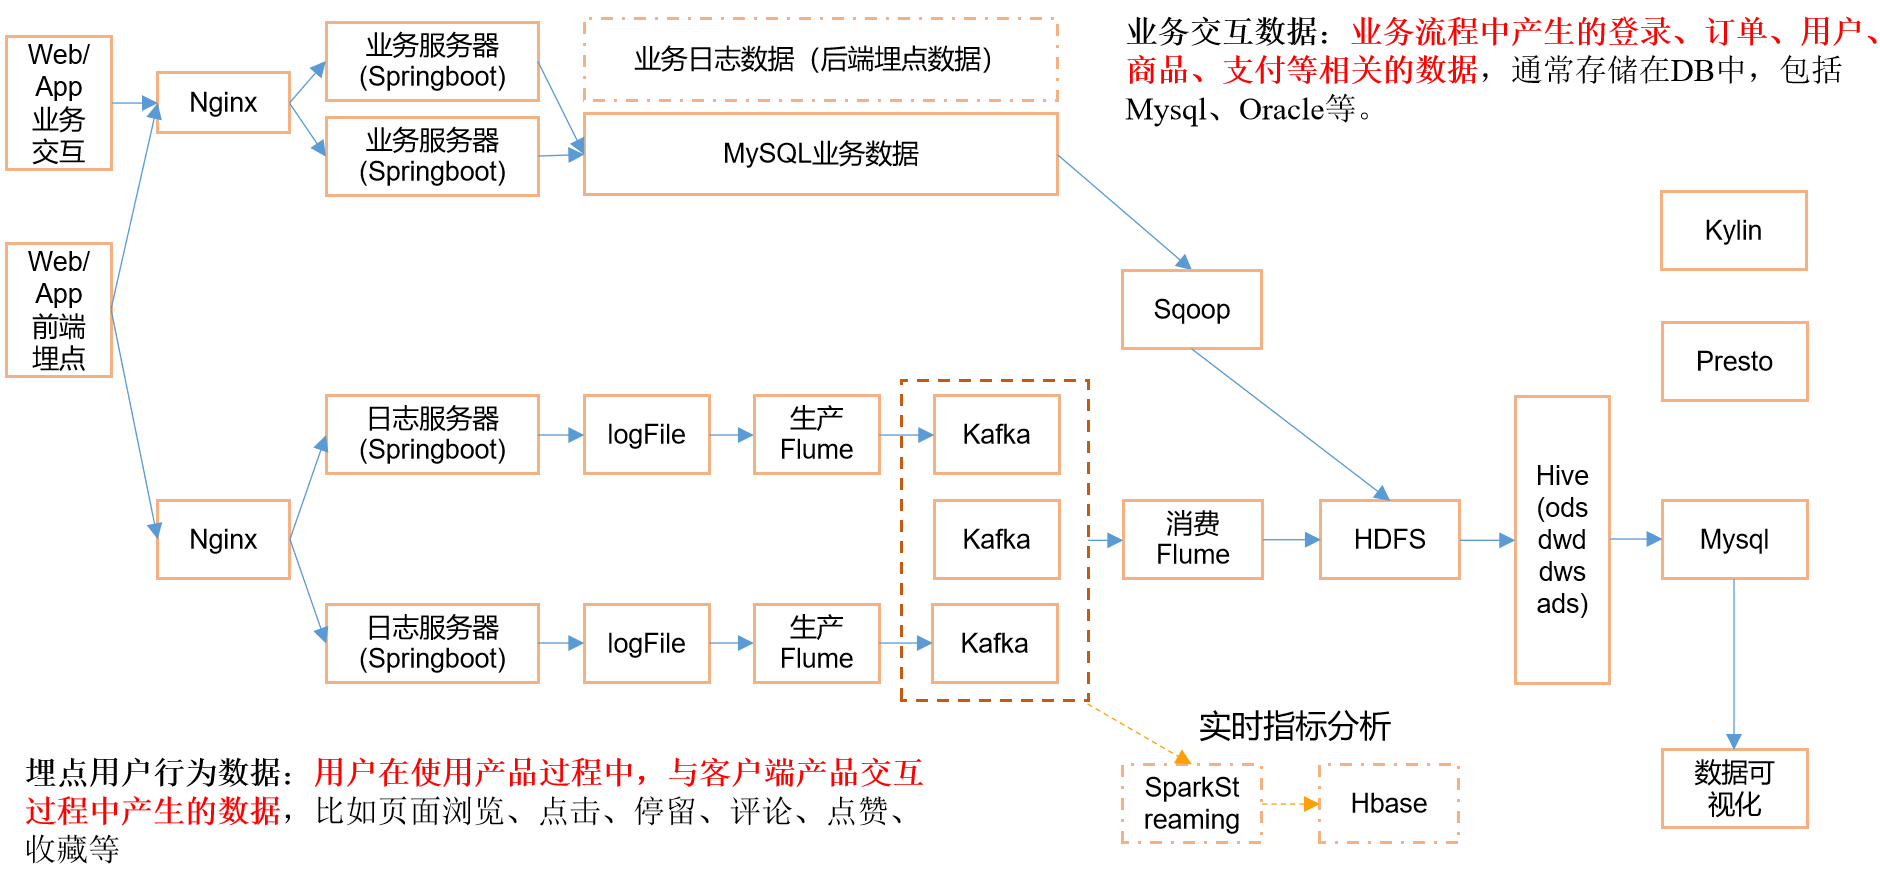 Web/
App
业务
交互
Nginx
业务服务器
(Springboot)
业务服务器
(Springboot)
业务日志数据（后端埋点数据）
MySQL业务数据
业务交互数据：业务流程中产生的登录、订单、用户、
商品、支付等相关的数据，通常存储在DB中，包括
Mysql、Oracle等。
Web/
App
前端
埋点
Sqoop
Kylin
Presto
日志服务器
(Springboot)
logFile
生产
Flume
Kafka
Nginx
Kafka
消费
Flume
HDFS
Hive
(ods
dwd
dws
ads)
Mysql
日志服务器
(Springboot)
logFile
生产
Flume
Kafka
实时指标分析
SparkSt
reaming
Hbase
数据可
视化
埋点用户行为数据：用户在使用产品过程中，与客户端产品交互
过程中产生的数据，比如页面浏览、点击、停留、评论、点赞、
收藏等